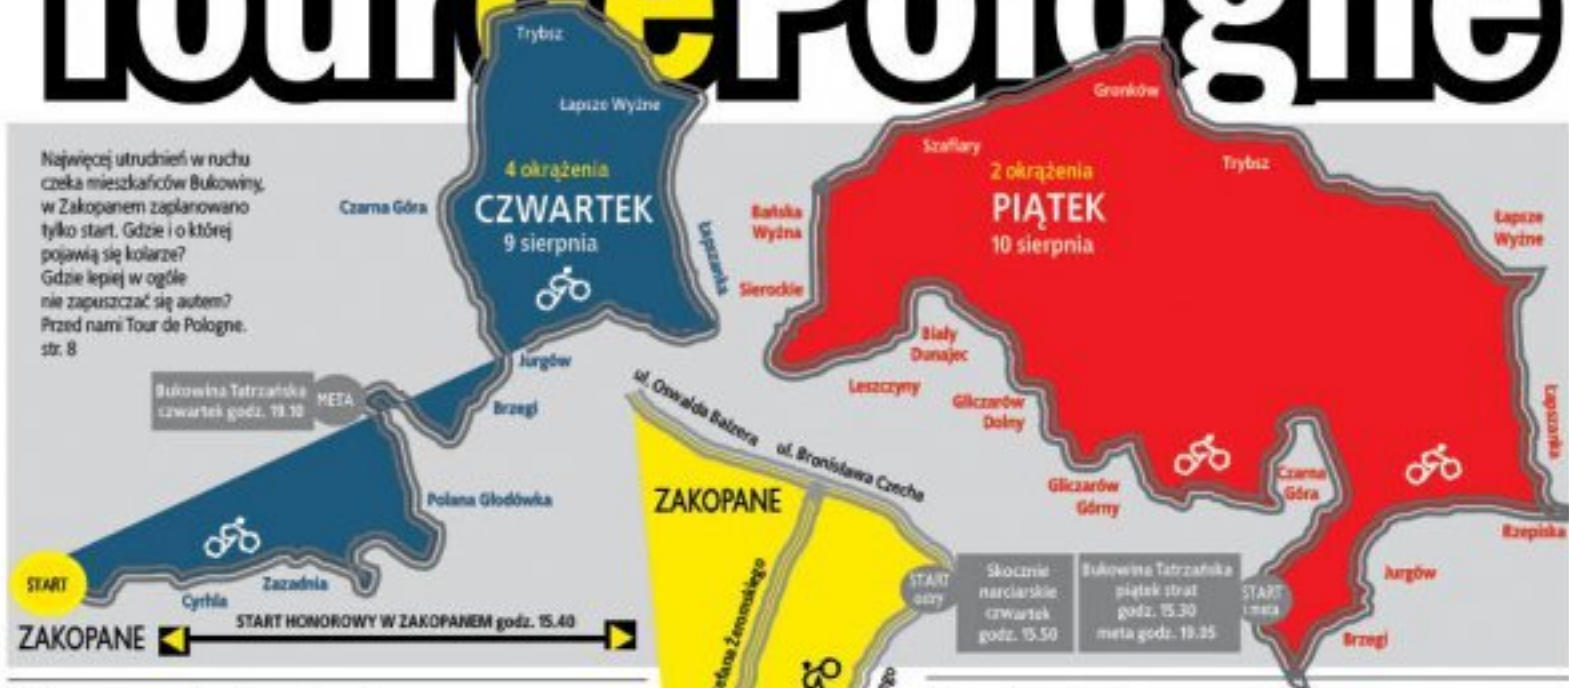 Tour de Pologne
Najwięcej utrudnień w ruchu
czeka mieszkańców Bukowiny,
w Zakopanem zaplanowano
tylko start. Gdzie i o której
pojawią się kolarze?
Gdzie lepiej w ogóle
nie zapuszczać się autem?
Przed nami Tour de Pologne.
str. 8
Trybsz
Łapsze Wyżne
4 okrążenia
CZWARTEK
9 sierpnia
Czarna Góra
Łapszanka
Jurgów
Brzegi
Bukowina Tatrzańska
czwartek godz. 19.10
META
Polana Głodówka
Zazadnia
Cyrhla
START
ZAKOPANE
START HONOROWY W ZAKOPANEM godz. 15.40
Gronków
Szaflary
Trybsz
2 okrążenia
PIĄTEK
10 sierpnia
Bańska
Wyżna
Sierockie
Łapsze
Wyżne
Biały
Dunajec
Leszczyny
Gliczarów
Dolny
Gliczarów
Górny
Czarna
Góra
Łapszanka
Rzepiska
Jurgów
Brzegi
ul. Oswalda Balzera
ul. Bronisława Czecha
ZAKOPANE
efana Żeromskiego
ego
START
ostry
Skocznie
narciarskie
czwartek
godz. 15.50
Bukowina Tatrzańska
piątek strat
godz. 15.30
meta godz. 19.05
START
i meta